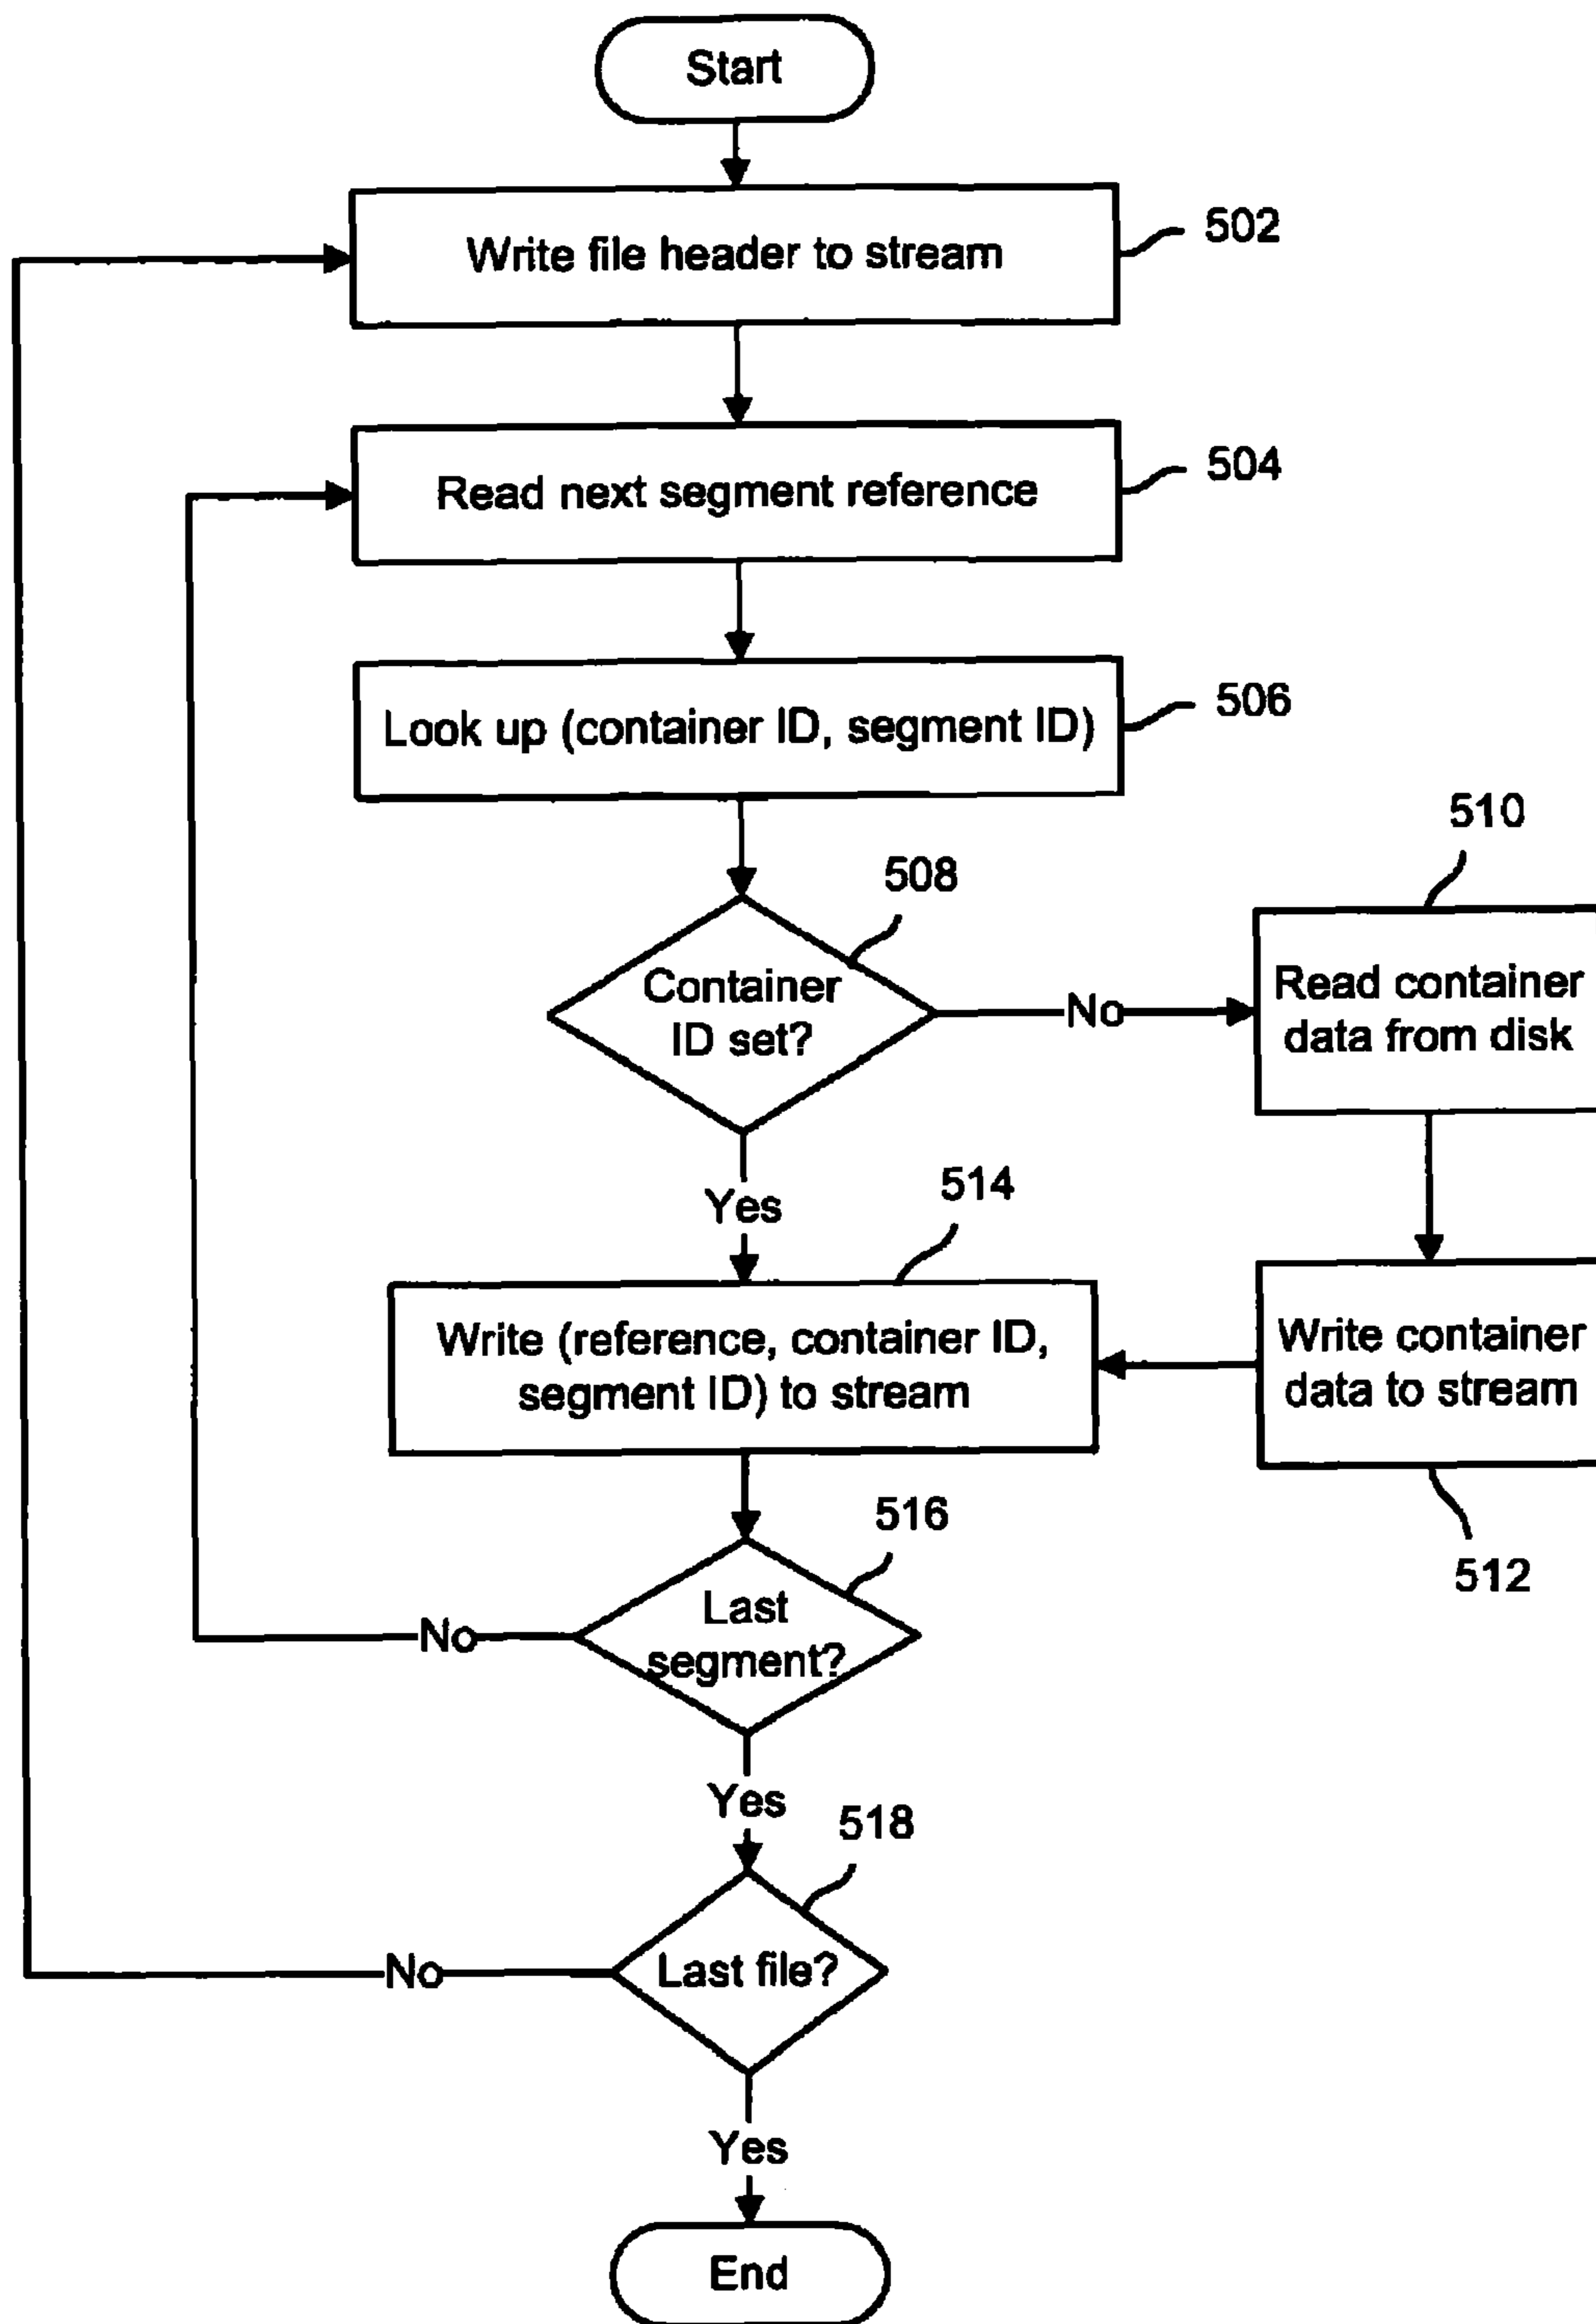 Start
Write file header to stream
502
Read next segment reference
504
Look up (container ID, segment ID)
506
508
Container
ID set?
No
510
Read container
data from disk
Yes
514
Write (reference, container ID,
segment ID) to stream
Write container
data to stream
512
516
Last
segment?
No
Yes
518
Last file?
No
Yes
End